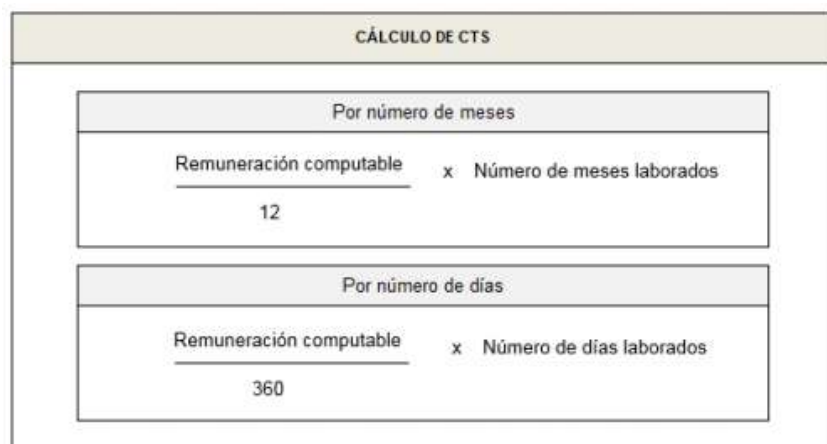 CÁLCULO DE CTS
Por número de meses
Remuneración computable x Número de meses laborados
12
Por número de días
Remuneración computable x Número de días laborados
360